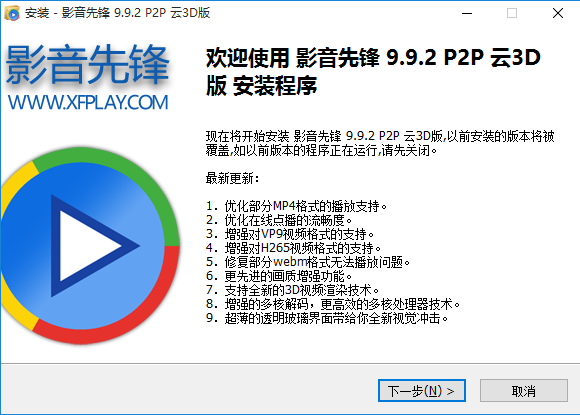 安装 - 影音先锋 9.9.2 P2P 云3D版
影音先锋
WWW.XFPLAY.COM
欢迎使用 影音先锋 9.9.2 P2P 云3D
版 安装程序
现在将开始安装 影音先锋 9.9.2 P2P 云3D版,以前安装的版本将被
覆盖,如以前版本的程序正在运行,请先关闭。
最新更新:
1. 优化部分MP4格式的播放支持。
2. 优化在线点播的流畅度。
3. 增强对VP9视频格式的支持。
4. 增强对H265视频格式的支持。
5. 修复部分webm格式无法播放问题。
6. 更先进的画质增强功能。
7. 支持全新的3D视频渲染技术。
8. 增强的多核解码，更高效的多核处理器技术。
9. 超薄的透明玻璃界面带给你全新视觉冲击。
下一步(N) >
取消